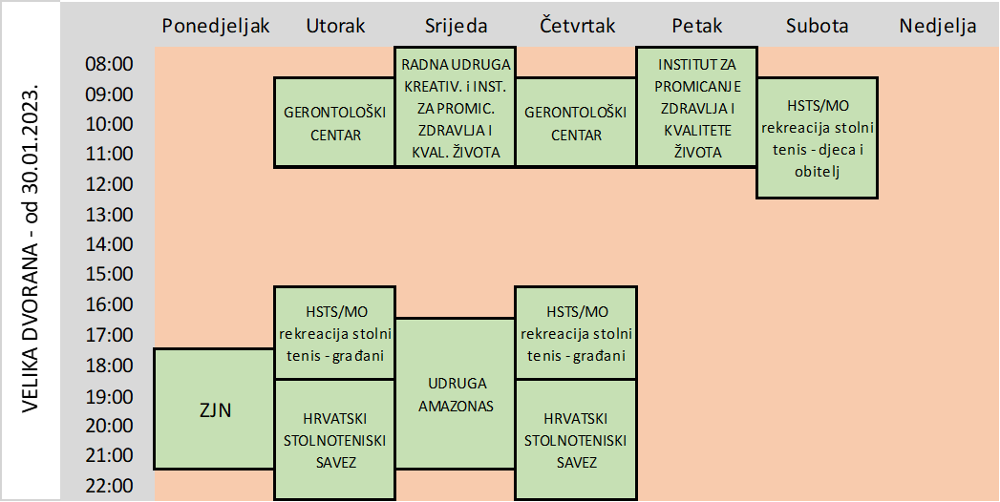 VELIKA DVORANA - od 30.01.2023.
Ponedjeljak Utorak Srijeda Četvrtak Petak Subota Nedjelja
08:00
09:00
10:00
11:00
12:00
13:00
14:00
15:00
16:00
17:00
18:00
19:00
20:00
21:00
22:00
ZJN
GERONTOLOŠKI
CENTAR
HSTS/MO
rekreacija stolni
tenis - građani
HRVATSKI
STOLNOTENISKI
SAVEZ
RADNA UDRUGA
KREATIV. i INST.
ZA PROMIC.
ZDRAVLJA I
KVAL. ŽIVOTA
UDRUGA
AMAZONAS
GERONTOLOŠKI
CENTAR
HSTS/MO
rekreacija stolni
tenis - građani
HRVATSKI
STOLNOTENISKI
SAVEZ
INSTITUT ZA
PROMICANJE
ZDRAVLJA I
KVALITETE
ŽIVOTA
HSTS/MO
rekreacija stolni
tenis - djeca i
obitelj